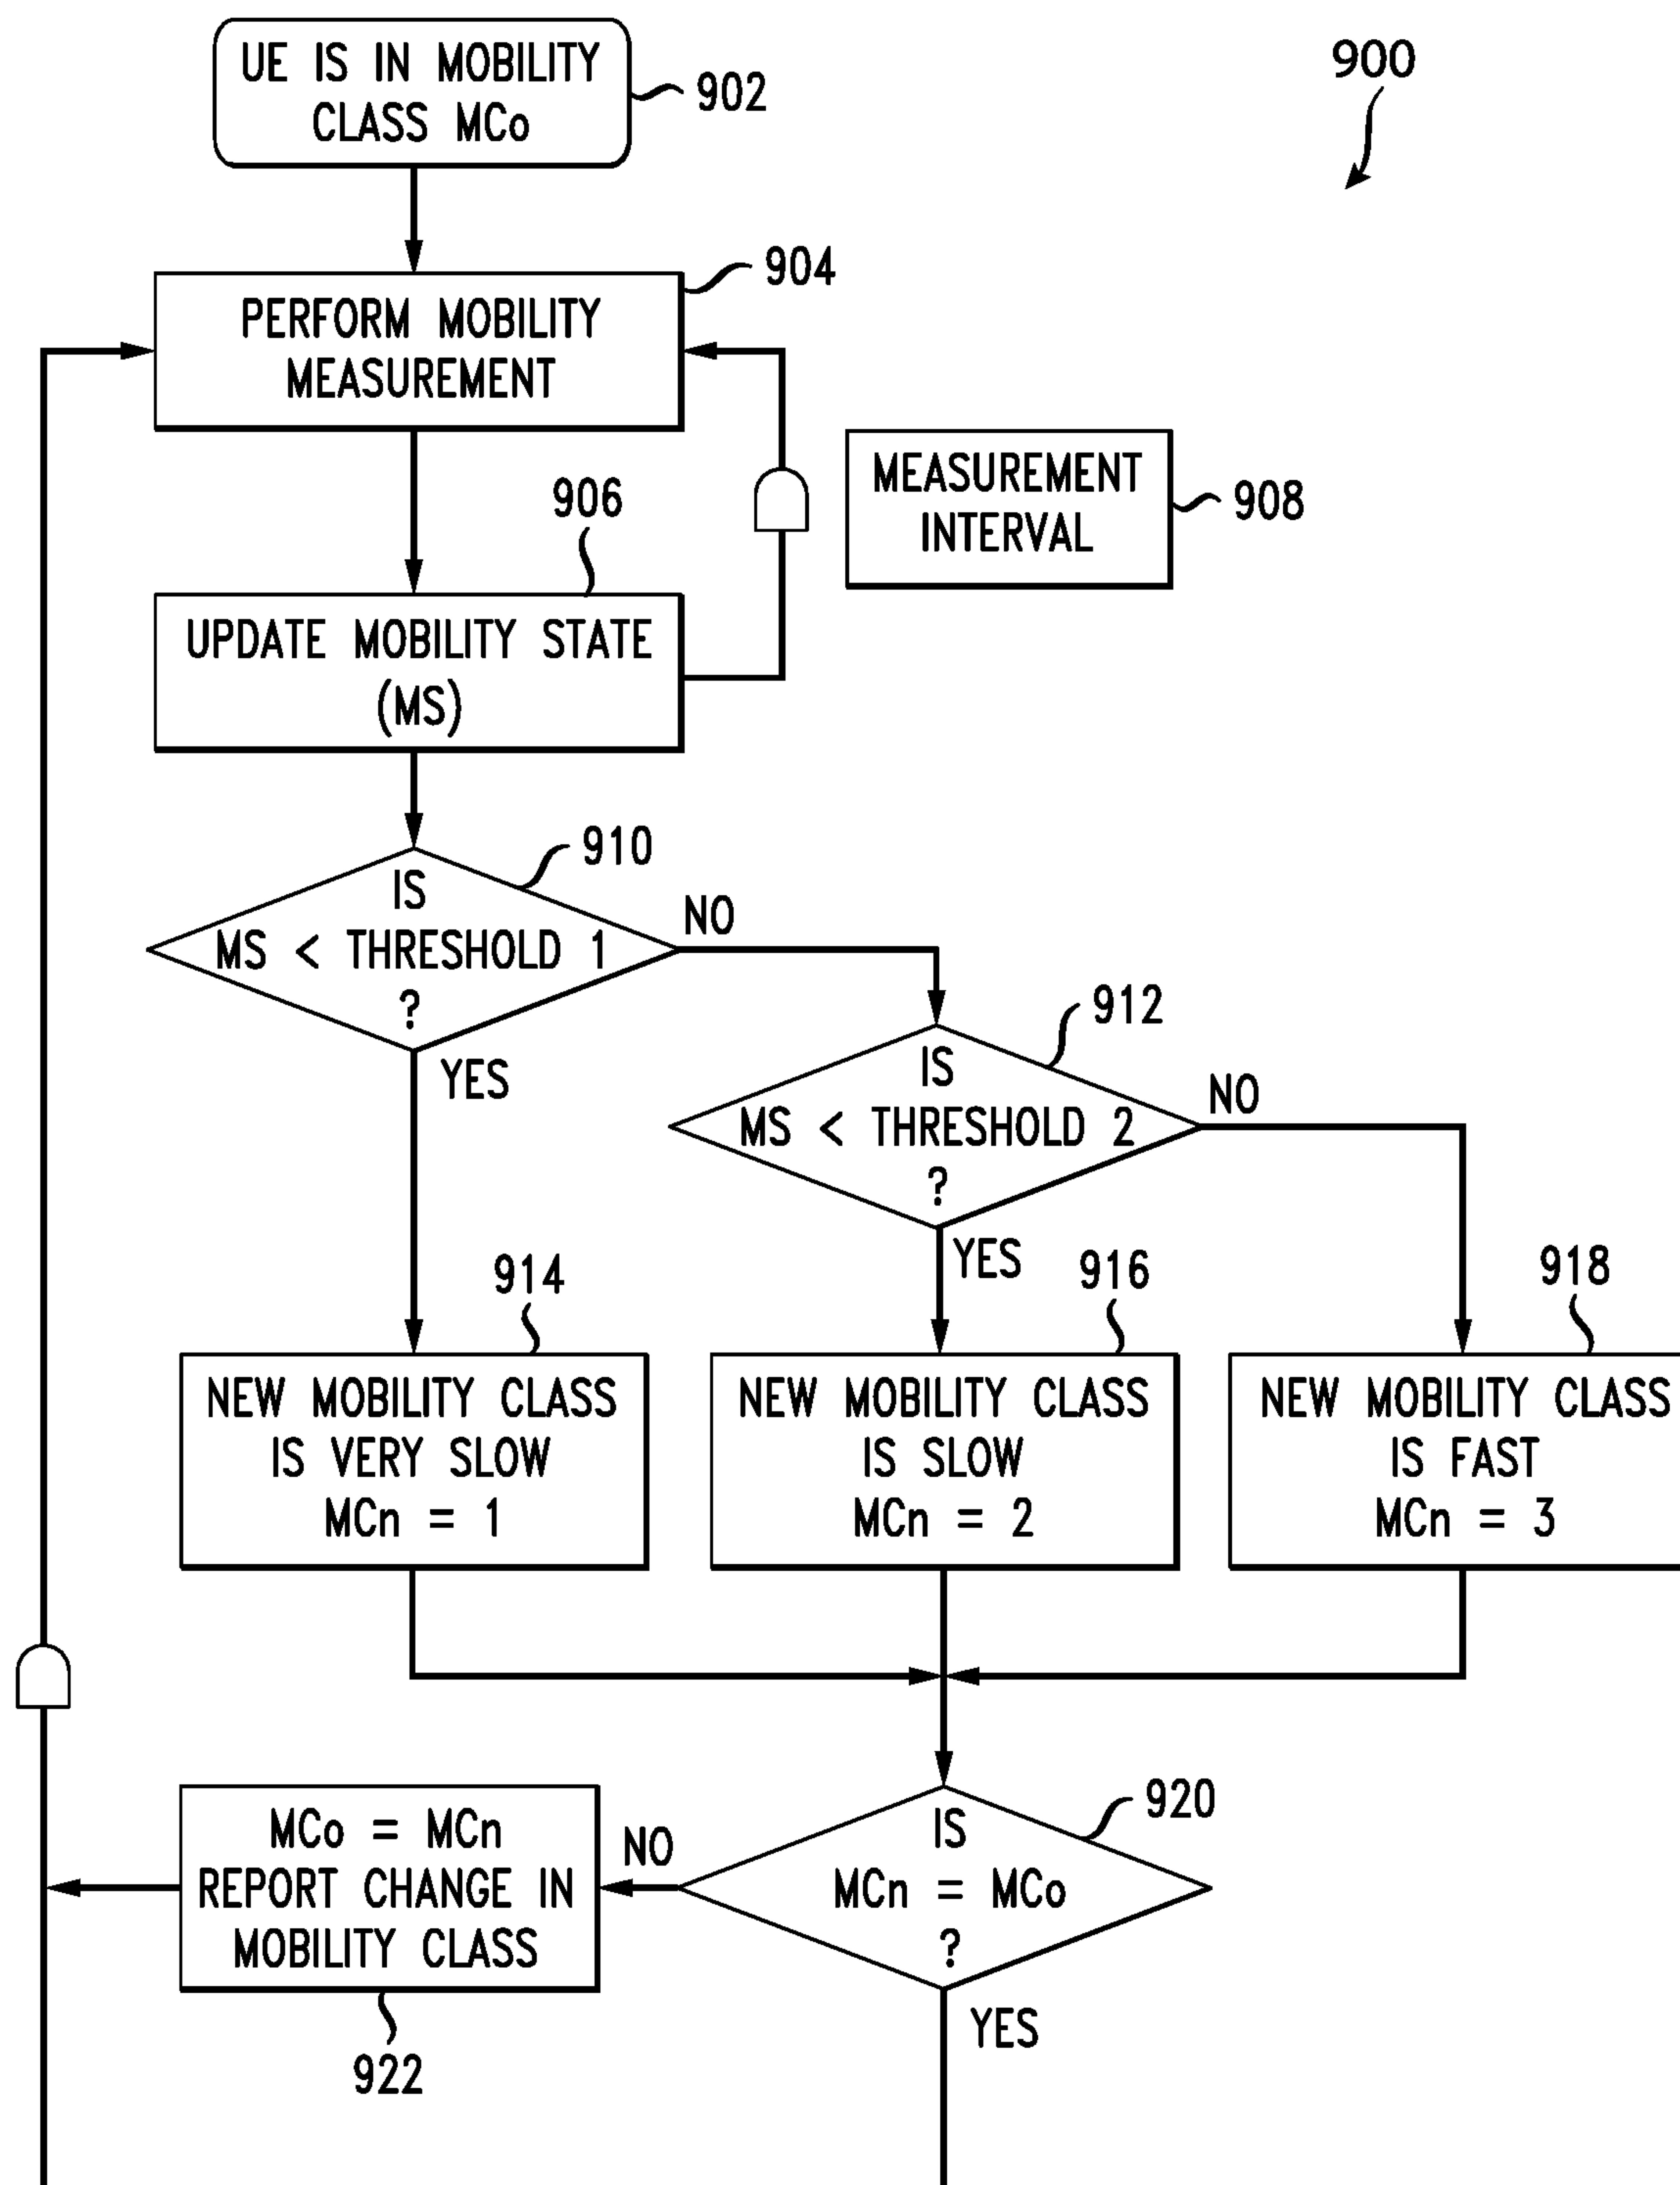 UE IS IN MOBILITY
CLASS MCo
902
900
904
PERFORM MOBILITY
MEASUREMENT
MEASUREMENT
INTERVAL
908
906
UPDATE MOBILITY STATE
(MS)
910
IS
MS < THRESHOLD 1
?
NO
YES
912
IS
MS < THRESHOLD 2
?
NO
YES
914
NEW MOBILITY CLASS
IS VERY SLOW
MCn = 1
916
NEW MOBILITY CLASS
IS SLOW
MCn = 2
918
NEW MOBILITY CLASS
IS FAST
MCn = 3
920
IS
MCn = MCo
?
NO
YES
MCo = MCn
REPORT CHANGE IN
MOBILITY CLASS
922